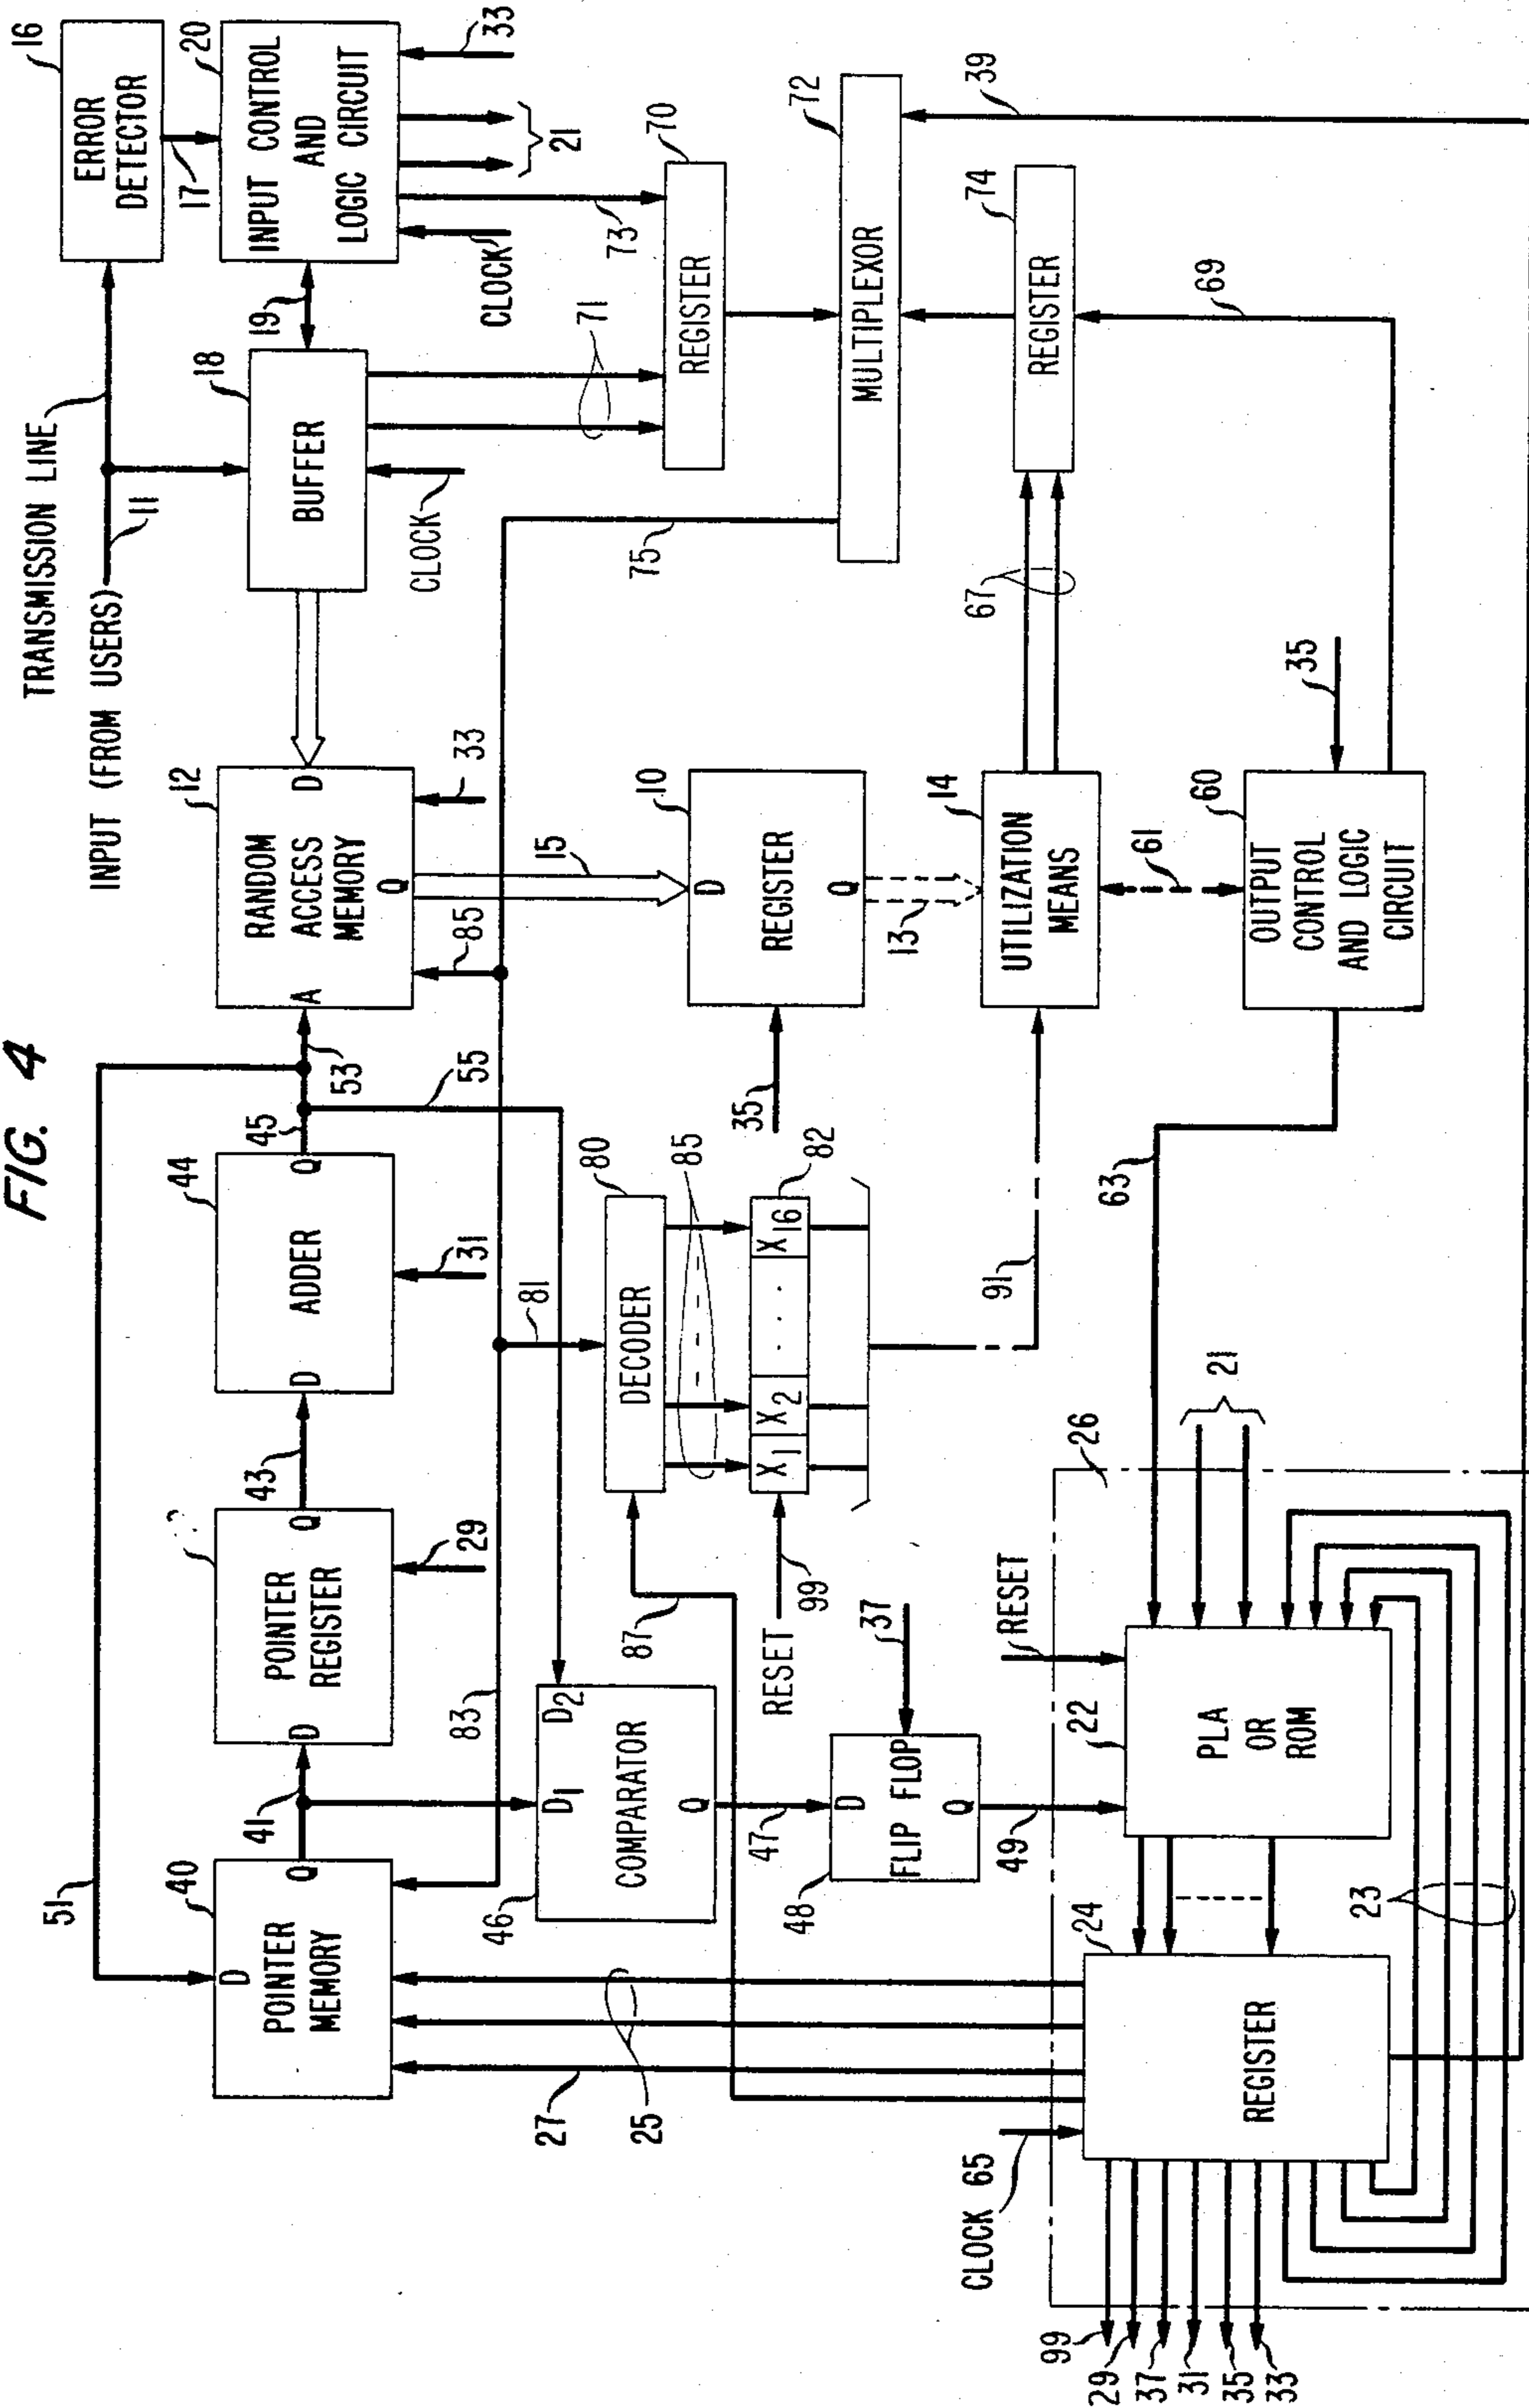 FIG. 4
TRANSMISSION LINE
INPUT (FROM USERS)
11
16
ERROR
DETECTOR
17
20
INPUT CONTROL
AND
LOGIC CIRCUIT
33
21
73
CLOCK
19
18
BUFFER
CLOCK
71
70
REGISTER
72
MULTIPLEXOR
39
75
74
REGISTER
69
67
12
RANDOM
ACCESS
MEMORY
A
D
Q
33
85
15
10
D
REGISTER
Q
35
13
14
UTILIZATION
MEANS
61
60
OUTPUT
CONTROL
AND LOGIC
CIRCUIT
35
63
51
53
45
55
44
D
ADDER
Q
31
43
D
POINTER
REGISTER
Q
29
41
40
D
POINTER
MEMORY
Q
83
81
80
DECODER
85
82
X1
X2
. . .
X16
87
RESET
99
91
46
D1
D2
COMPARATOR
Q
47
48
D
FLIP FLOP
Q
37
49
27
25
26
RESET
22
PLA
OR
ROM
21
23
24
REGISTER
CLOCK 65
99
29
37
31
35
33